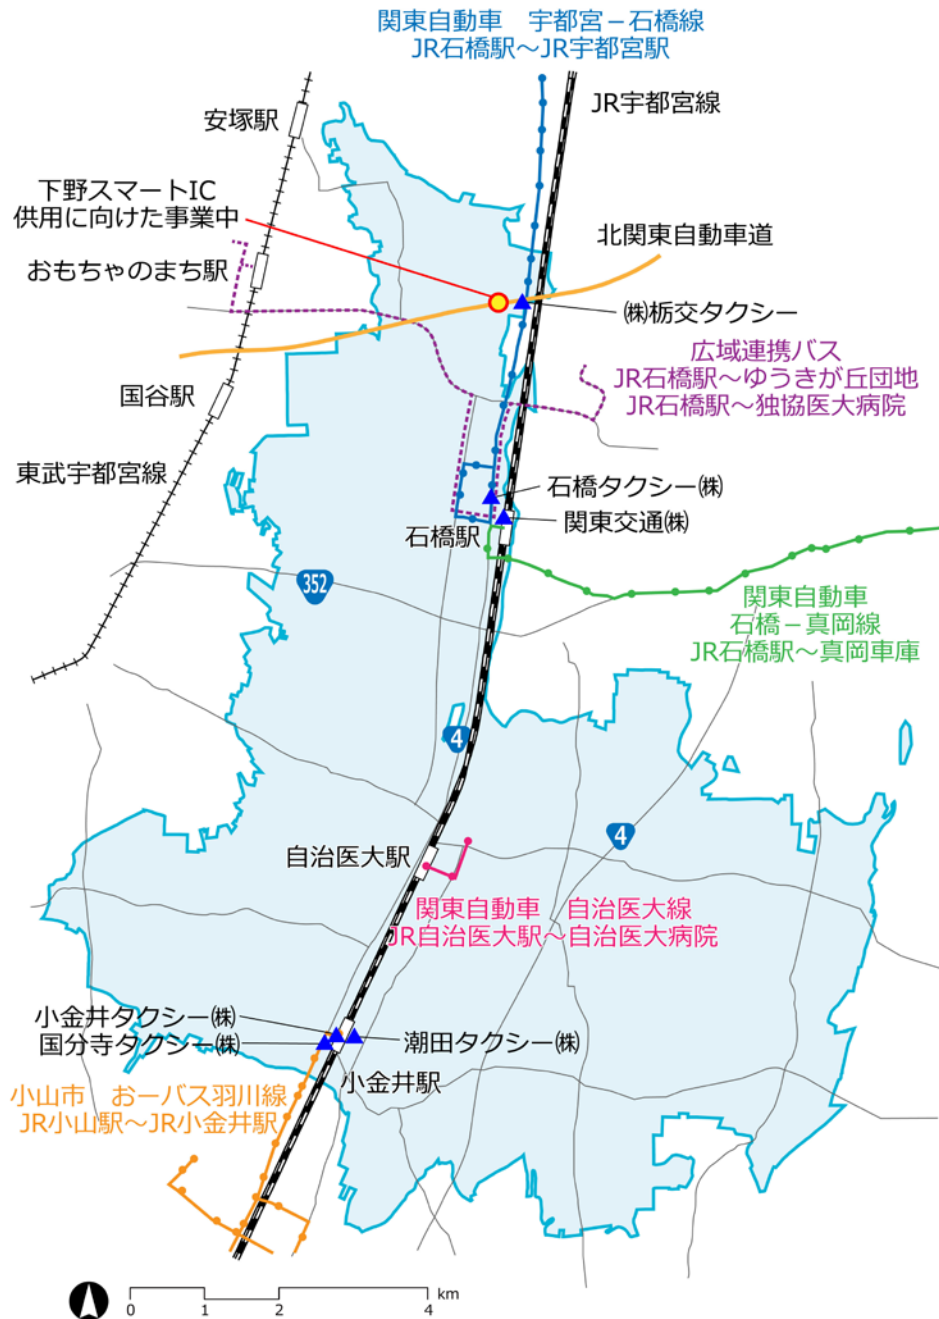 関東自動車　宇都宮－石橋線
JR石橋駅～JR宇都宮駅
JR宇都宮線
安塚駅
下野スマートIC
供用に向けた事業中
北関東自動車道
おもちゃのまち駅
㈱栃交タクシー
広域連携バス
JR石橋駅～ゆうきが丘団地
JR石橋駅～独協医大病院
国谷駅
東武宇都宮線
石橋タクシー㈱
関東交通㈱
石橋駅
352
関東自動車
石橋－真岡線
JR石橋駅～真岡車庫
4
4
自治医大駅
関東自動車　自治医大線
JR自治医大駅～自治医大病院
小金井タクシー㈱
国分寺タクシー㈱
潮田タクシー㈱
小金井駅
小山市　おーバス羽川線
JR小山駅～JR小金井駅
0 1 2 4 km